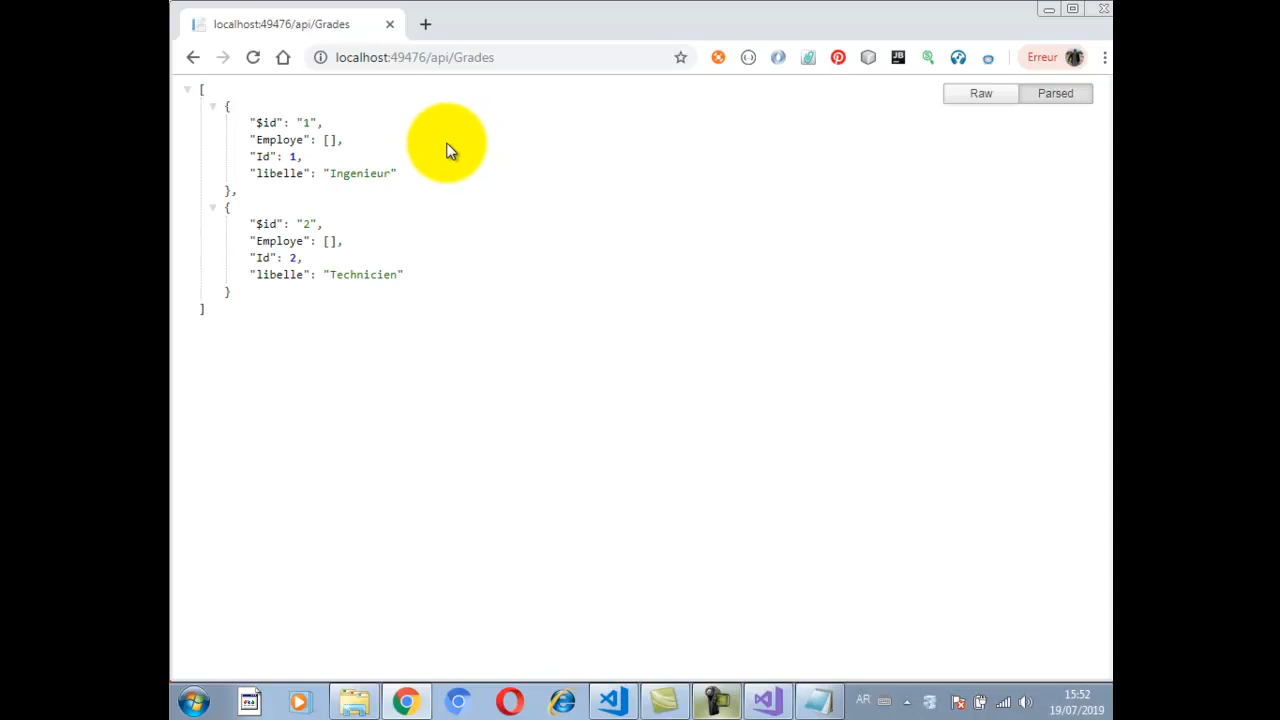 localhost:49476/api/Grades
localhost:49476/api/Grades
Erreur
Raw
Parsed
[
{
"$id": "1",
"Employe": [],
"Id": 1,
"libelle": "Ingenieur"
},
{
"$id": "2",
"Employe": [],
"Id": 2,
"libelle": "Technicien"
}
]
JB
AR
15:52
19/07/2019